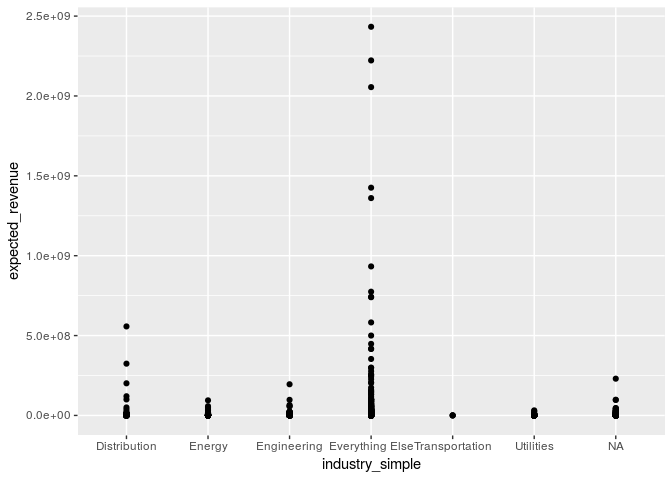 2.5e+09
2.0e+09
1.5e+09
1.0e+09
5.0e+08
0.0e+00
expected_revenue
Distribution Energy Engineering Everything Else Transportation Utilities NA
industry_simple